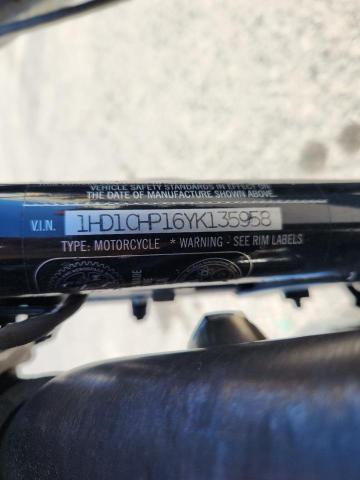 VEHICLE SAFETY STANDARDS IN EFFECT ON
THE DATE OF MANUFACTURE SHOWN ABOVE.
V.I.N. 1HD1CHP16YK135958
TYPE: MOTORCYCLE * WARNING - SEE RIM LABELS